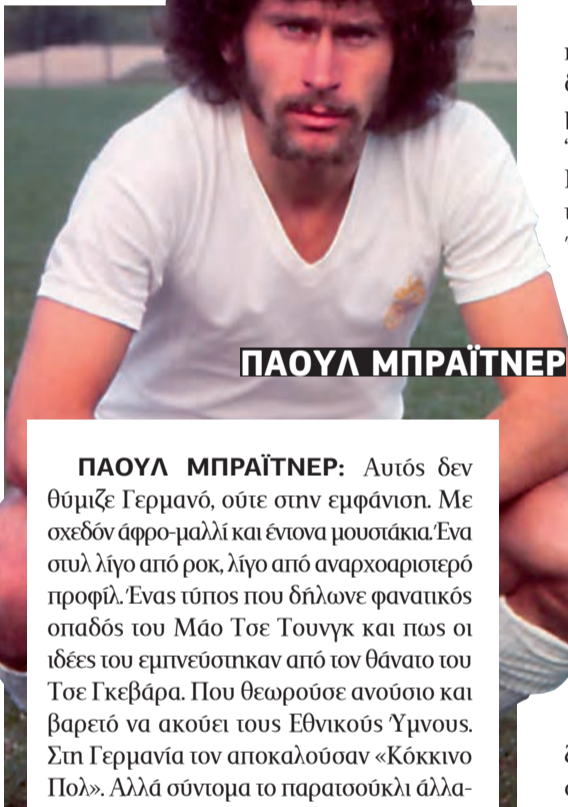 ΠΑΟΥΛ ΜΠΡΑΪΤΝΕΡ
ΠΑΟΥΛ ΜΠΡΑΪΤΝΕΡ: Αυτός δεν
θύμιζε Γερμανό, ούτε στην εμφάνιση. Με
σχεδόν άφρο-μαλλί και έντονα μουστάκια. Ένα
στυλ λίγο από ροκ, λίγο από αναρχοαριστερό
προφίλ. Ένας τύπος που δήλωνε φανατικός
οπαδός του Μάο Τσε Τουνγκ και πως οι
ιδέες του εμπνεύστηκαν από τον θάνατο του
Τσε Γκεβάρα. Που θεωρούσε ανούσιο και
βαρετό να ακούει τους Εθνικούς Ύμνους.
Στη Γερμανία τον αποκαλούσαν «Κόκκινο
Πολ». Αλλά σύντομα το παρατσούκλι άλλα-